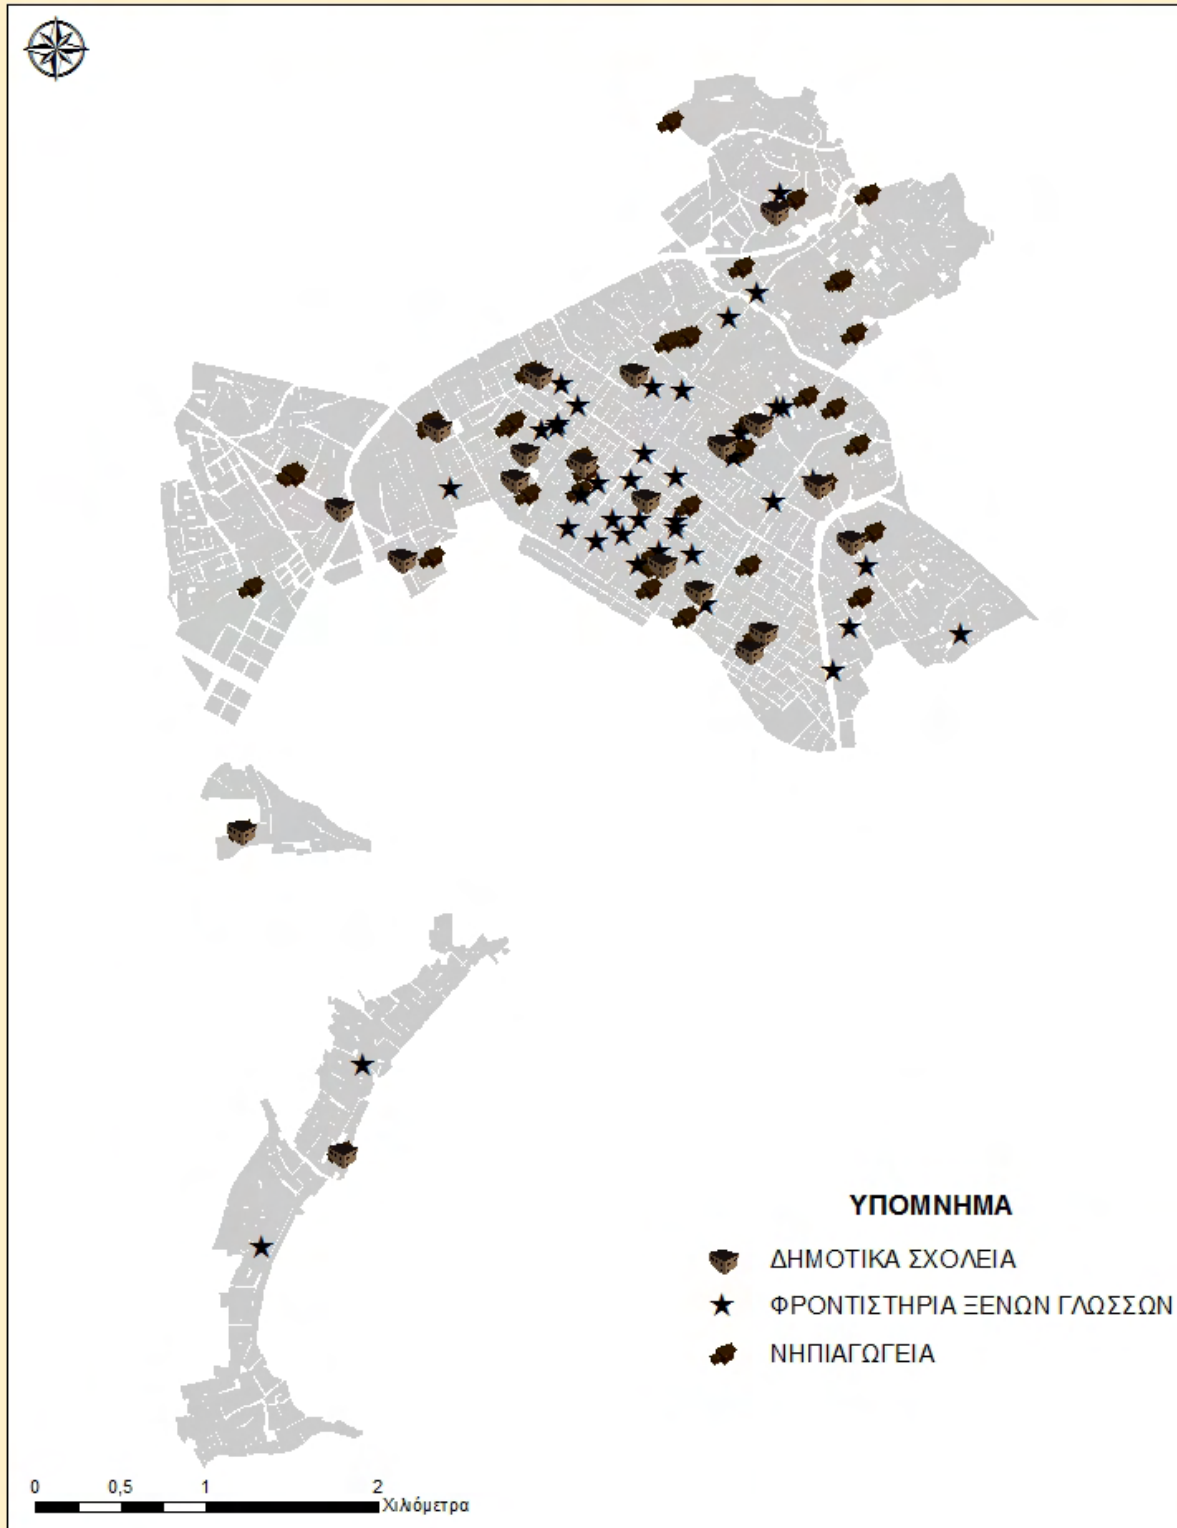 ΥΠΟΜΝΗΜΑ
ΔΗΜΟΤΙΚΑ ΣΧΟΛΕΙΑ
ΦΡΟΝΤΙΣΤΗΡΙΑ ΞΕΝΩΝ ΓΛΩΣΣΩΝ
ΝΗΠΙΑΓΩΓΕΙΑ
0 0,5 1 2
Χιλιόμετρα